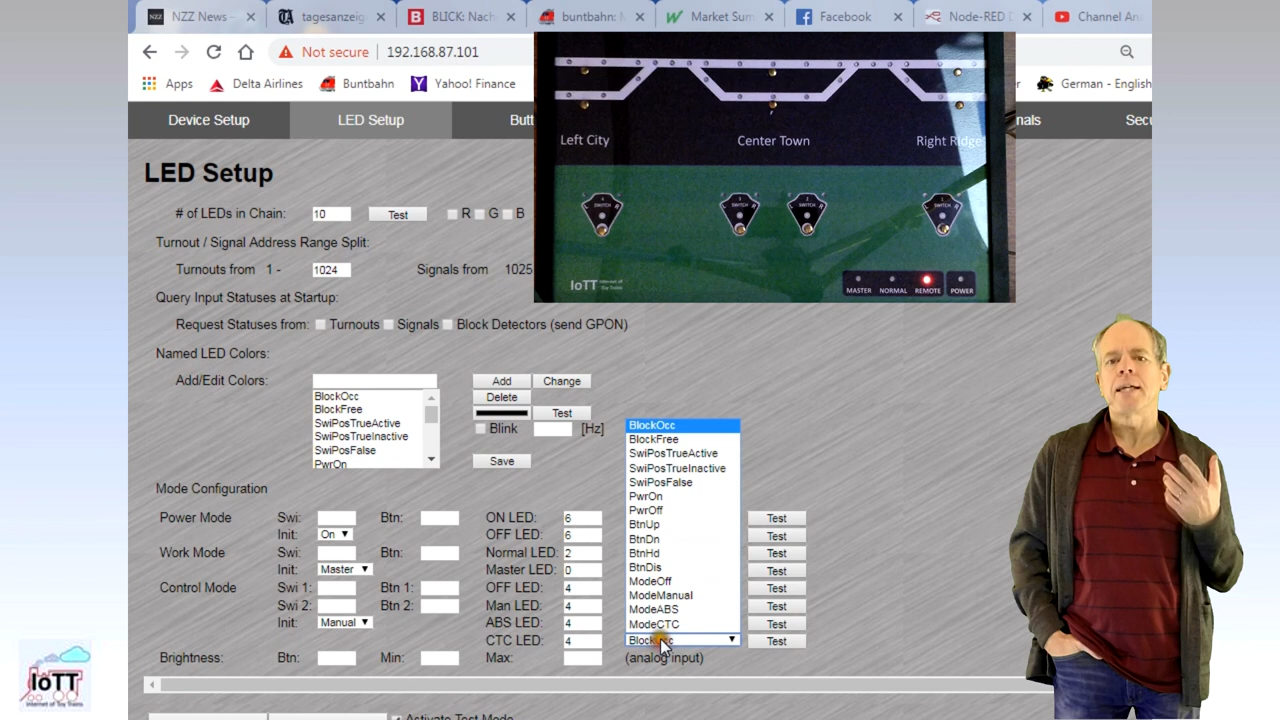 NZZ NZZ News –
tagesanzeig
BLICK: Nach
buntbahn: M
Market Sum
Facebook
Node-RED
Channel An
Not secure 192.168.87.101
Apps Delta Airlines Buntbahn Yahoo! Finance German - English
Device Setup LED Setup
LED Setup
# of LEDs in Chain: 10 Test R G B
Turnout / Signal Address Range Split:
Turnouts from 1 - 1024 Signals from 1025
Query Input Statuses at Startup:
Request Statuses from: Turnouts Signals Block Detectors (send GPON)
Named LED Colors:
Add/Edit Colors: Add Change
BlockOcc
BlockFree
SwiPosTrueActive
SwiPosTrueInactive
SwiPosFalse
PwrOn
Delete
Test
Blink [Hz]
Save
Mode Configuration
Power Mode Swi: Btn: ON LED: 6 Test
Init: On OFF LED: 6 Test
Work Mode Swi: Btn: Normal LED: 2 Test
Init: Master Master LED: 0 Test
Control Mode Swi 1: Btn 1: OFF LED: 4 Test
Swi 2: Btn 2: Man LED: 4 Test
Init: Manual ABS LED: 4 Test
CTC LED: 4 Test
Brightness: Btn: Min: Max: (analog input)
BlockOcc
BlockFree
SwiPosTrueActive
SwiPosTrueInactive
SwiPosFalse
PwrOn
PwrOff
BtnUp
BtnDn
BtnHd
BtnDis
ModeOff
ModeManual
ModeABS
ModeCTC
Activate Test Mode
Left City Center Town Right Ridge
SWITCH SWITCH SWITCH SWITCH
IoTT Internet of Toy Trains
MASTER NORMAL REMOTE POWER
IoTT
Internet of Toy Trains